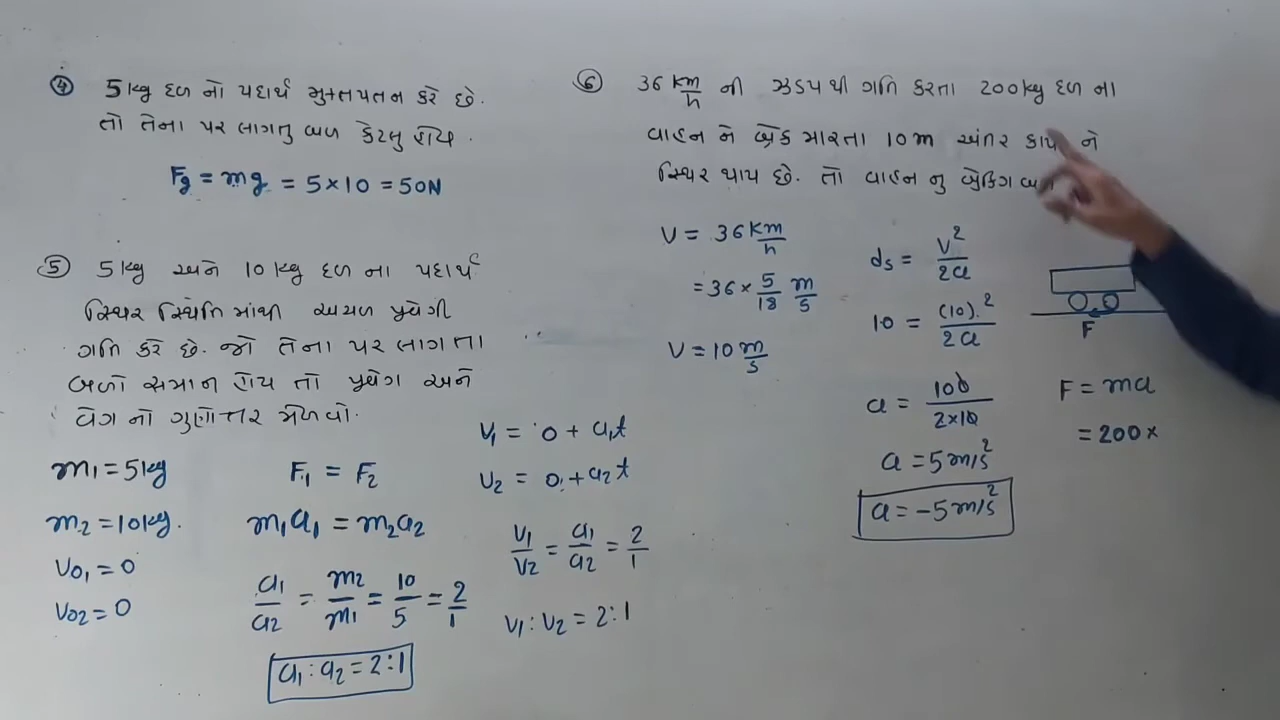 ④ 5kg દળ નો પદાર્થ મુક્તપતન કરે છે.
તો તેના પર લાગતુ બળ કેટલુ હોય.
Fg = mg = 5×10 = 50N
⑤ 5kg અને 10kg દળ ના પદાર્થ
સ્થિર સ્થિતિ માંથી અચળ પ્રવેગી
ગતિ કરે છે. જો તેના પર લાગતા
બળો સમાન હોય તો પ્રવેગ અને
વેગ નો ગુણોત્તર મેળવો.
m1 = 5kg
m2 = 10kg.
V01 = 0
V02 = 0
F1 = F2
m1a1 = m2a2
a1/a2 = m2/m1 = 10/5 = 2/1
a1 : a2 = 2:1
V1 = 0 + a1t
V2 = 0 + a2t
V1/V2 = a1/a2 = 2/1
V1 : V2 = 2:1
⑥ 36 km/h ની ઝડપથી ગતિ કરતા 200kg દળ ના
વાહન ને બ્રેક મારતા 10m અંતર કાપી ને
સ્થિર થાય છે. તો વાહન નુ બ્રેકિંગ બળ
V = 36 km/h
= 36 × 5/18 m/s
V = 10 m/s
ds = V²/2a
10 = (10)²/2a
a = 100/2×10
a = 5m/s²
a = -5m/s²
F
F = ma
= 200×